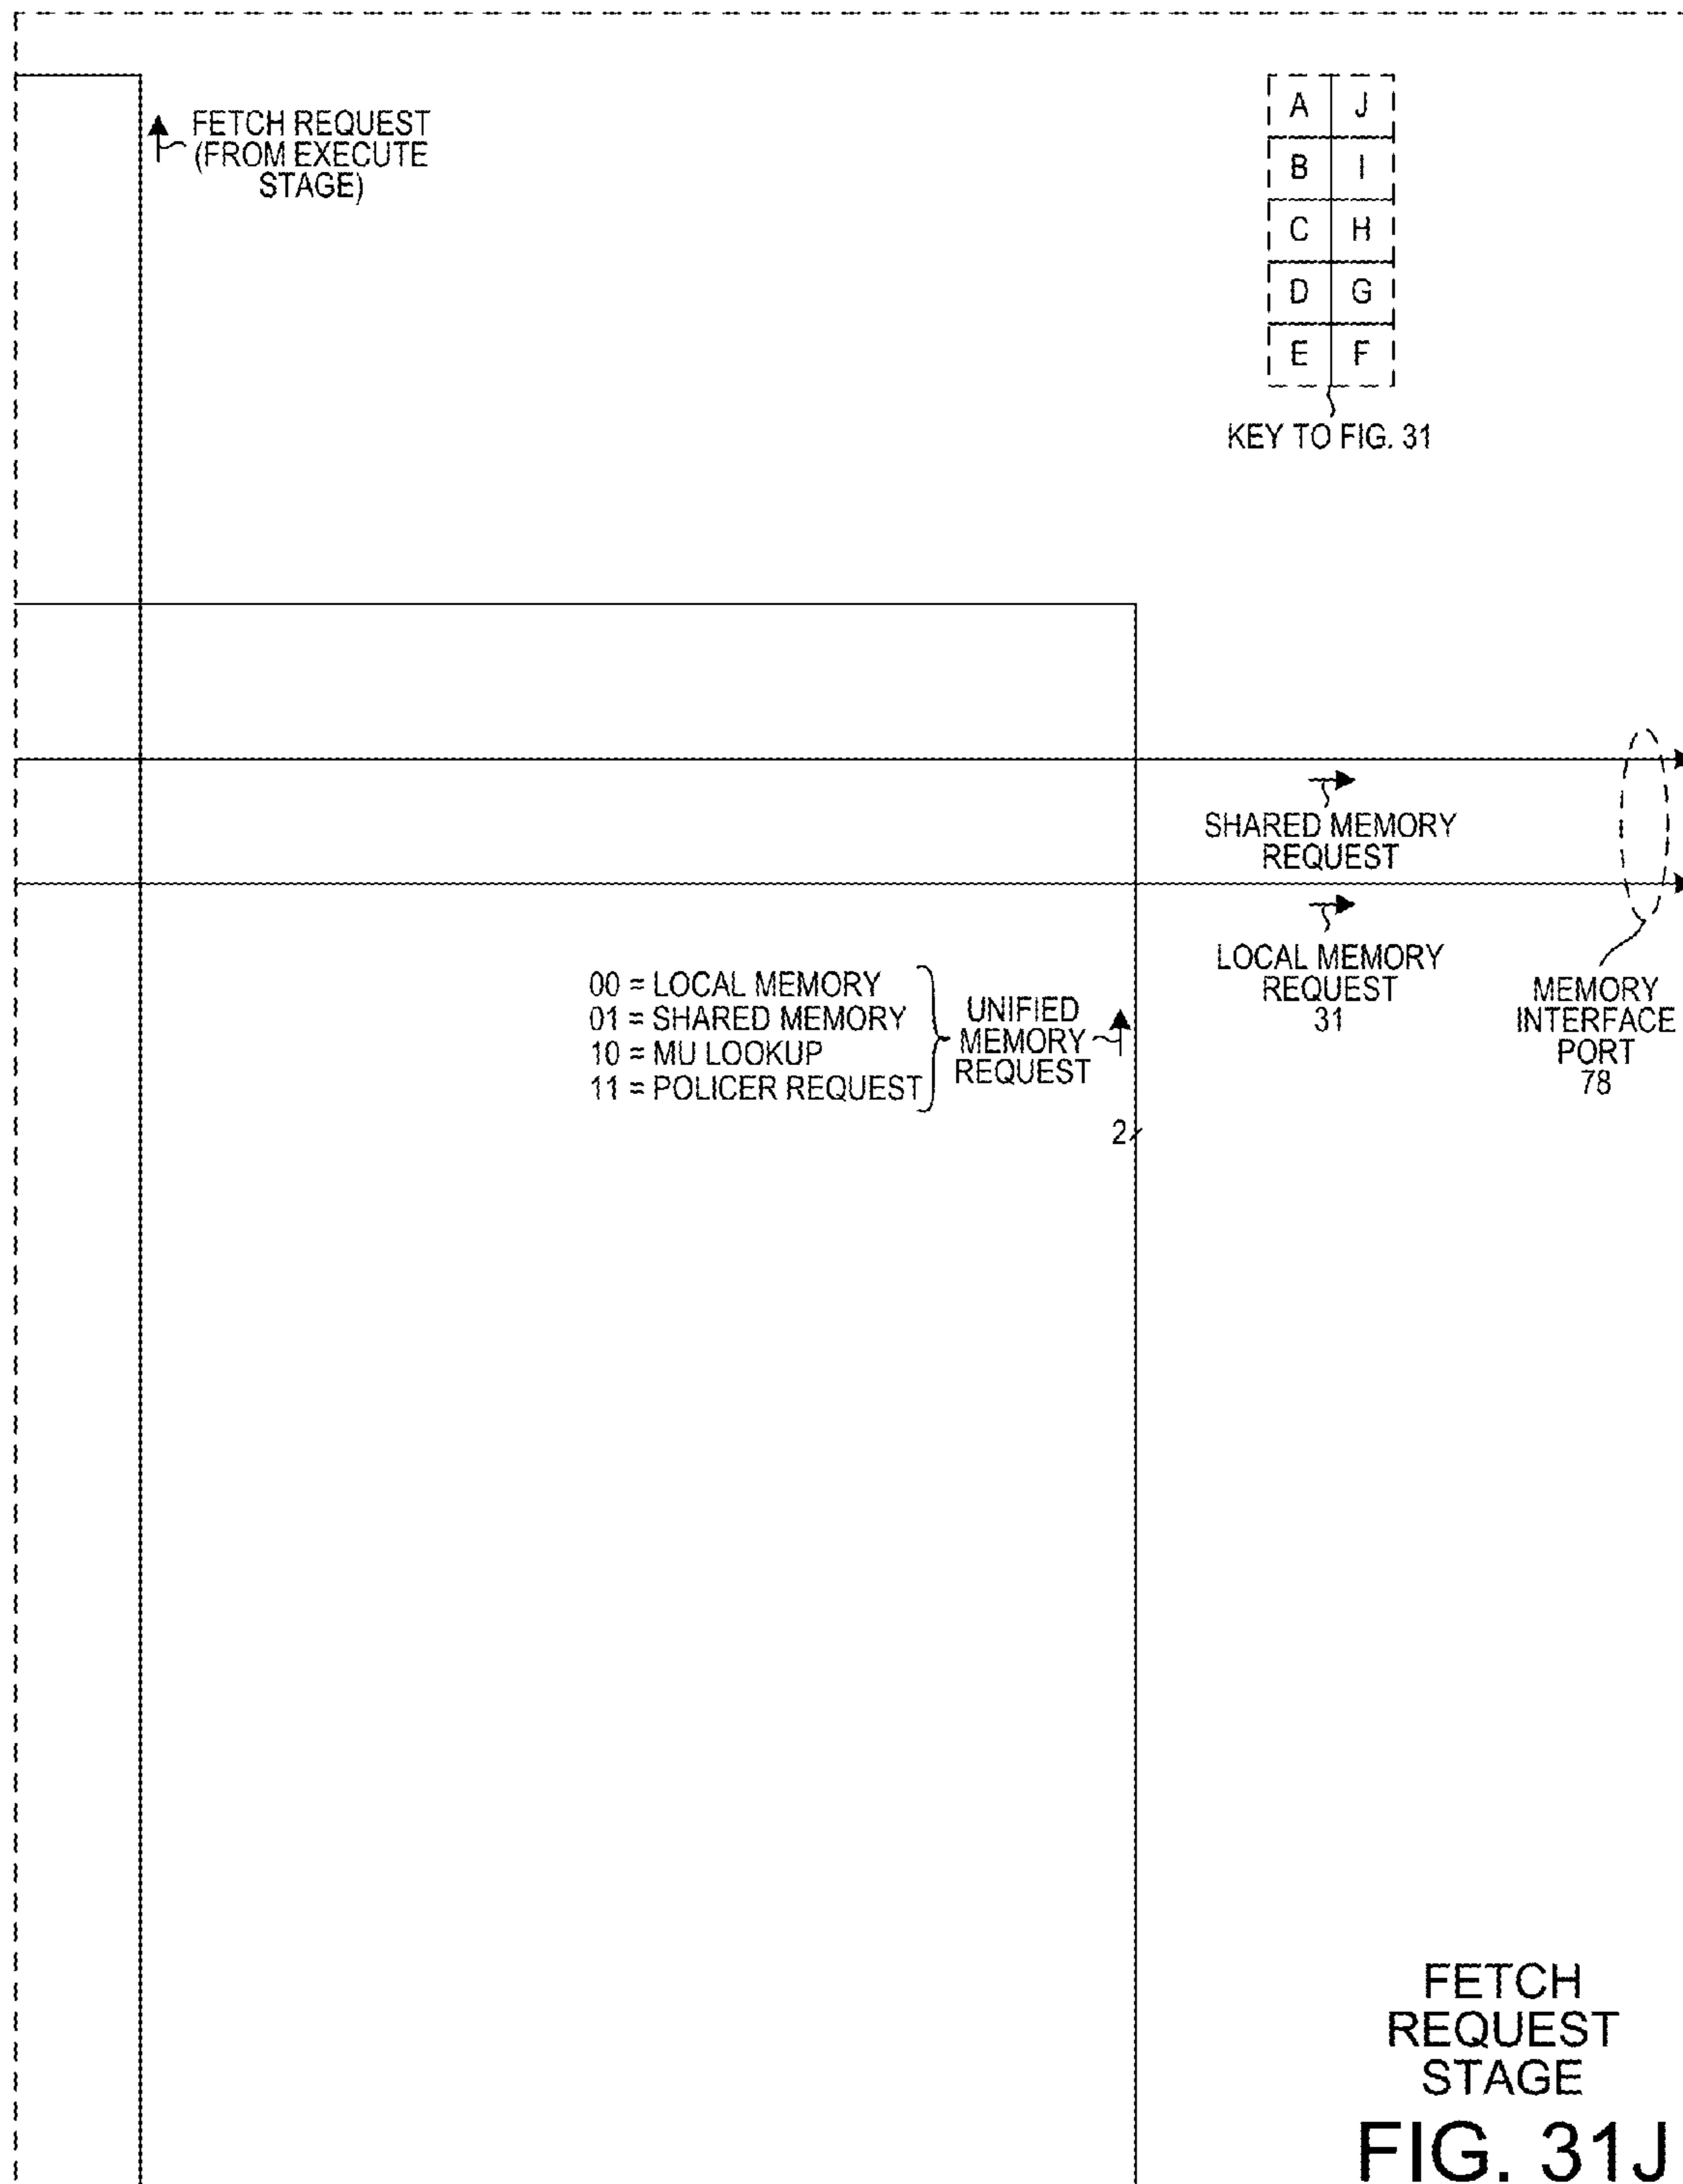 FETCH REQUEST
(FROM EXECUTE
STAGE)
A J
B I
C H
D G
E F
KEY TO FIG. 31
SHARED MEMORY
REQUEST
LOCAL MEMORY
REQUEST
31
MEMORY
INTERFACE
PORT
78
00 = LOCAL MEMORY
01 = SHARED MEMORY
10 = MU LOOKUP
11 = POLICER REQUEST
UNIFIED
MEMORY
REQUEST
2
FETCH
REQUEST
STAGE
FIG. 31J